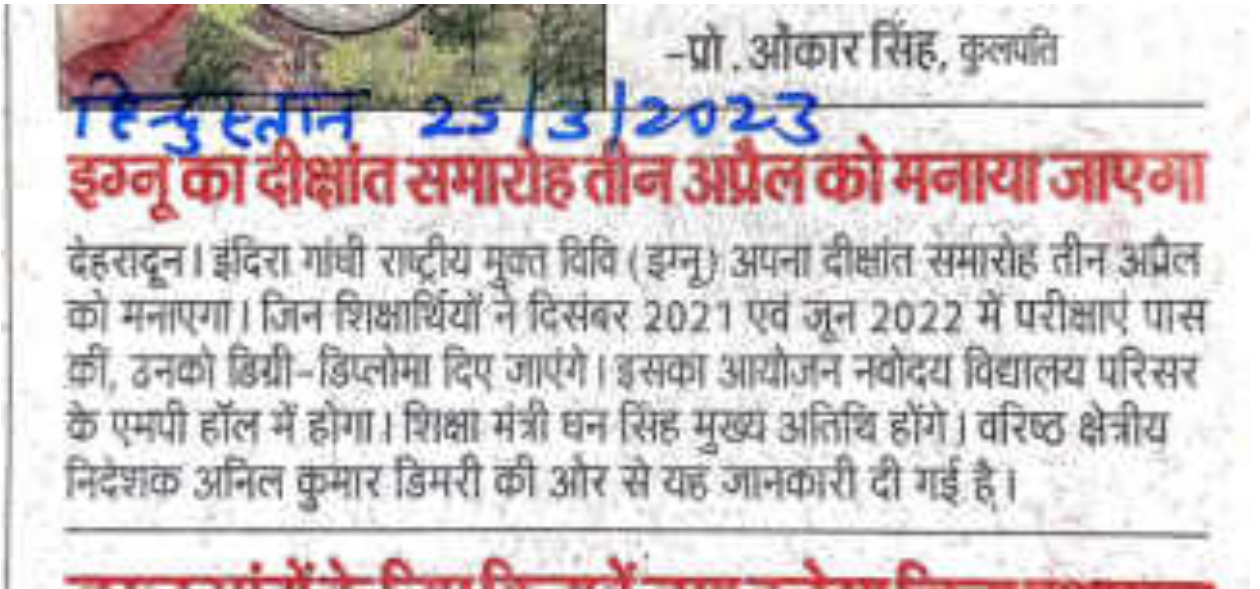 -प्रो. ओंकार सिंह, कुलपति
हिन्दुस्तान 25/3/2023
इग्नू का दीक्षांत समारोह तीन अप्रैल को मनाया जाएगा
देहरादून। इंदिरा गांधी राष्ट्रीय मुक्त विवि (इग्नू) अपना दीक्षांत समारोह तीन अप्रैल
को मनाएगा। जिन शिक्षार्थियों ने दिसंबर 2021 एवं जून 2022 में परीक्षाएं पास
कीं, उनको डिग्री-डिप्लोमा दिए जाएंगे। इसका आयोजन नवोदय विद्यालय परिसर
के एमपी हॉल में होगा। शिक्षा मंत्री धन सिंह मुख्य अतिथि होंगे। वरिष्ठ क्षेत्रीय
निदेशक अनिल कुमार डिमरी की ओर से यह जानकारी दी गई है।